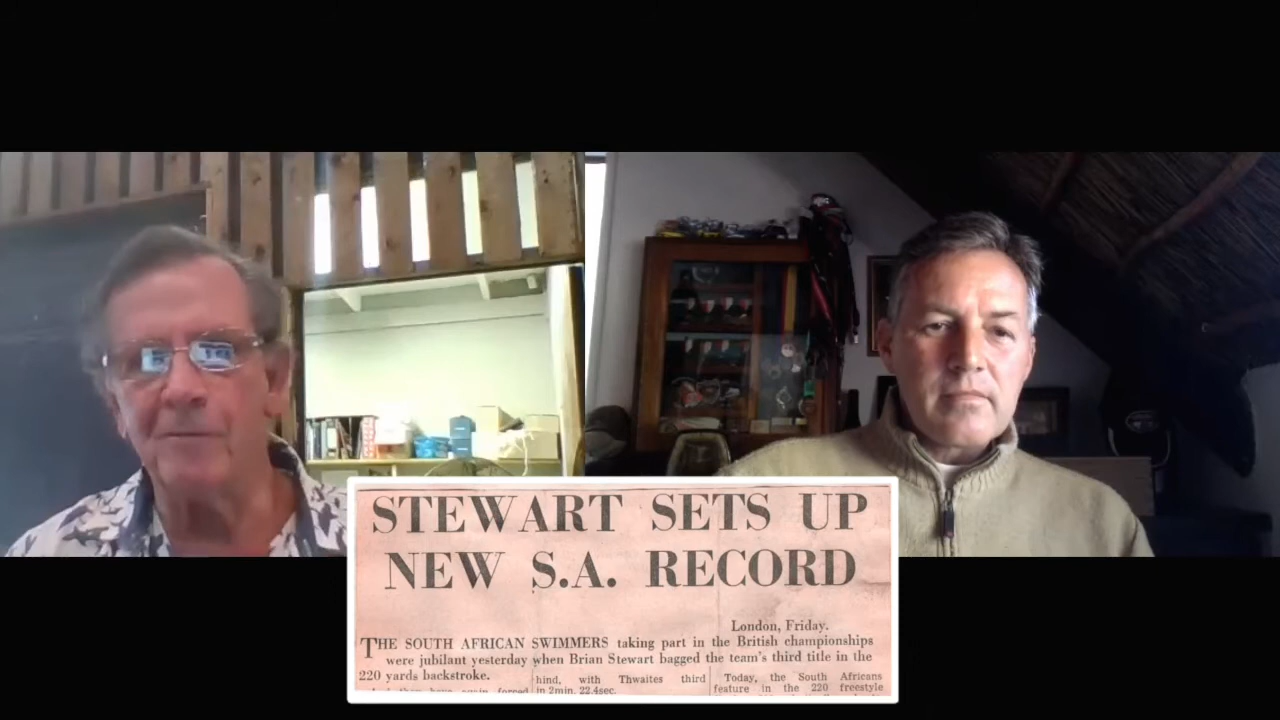 STEWART SETS UP
NEW S.A. RECORD
London, Friday.
THE SOUTH AFRICAN SWIMMERS taking part in the British championships
were jubilant yesterday when Brian Stewart bagged the team's third title in the
220 yards backstroke.
hind, with Thwaites third
in 2min. 22.4sec.
Today, the South Africans
feature in the 220 freestyle